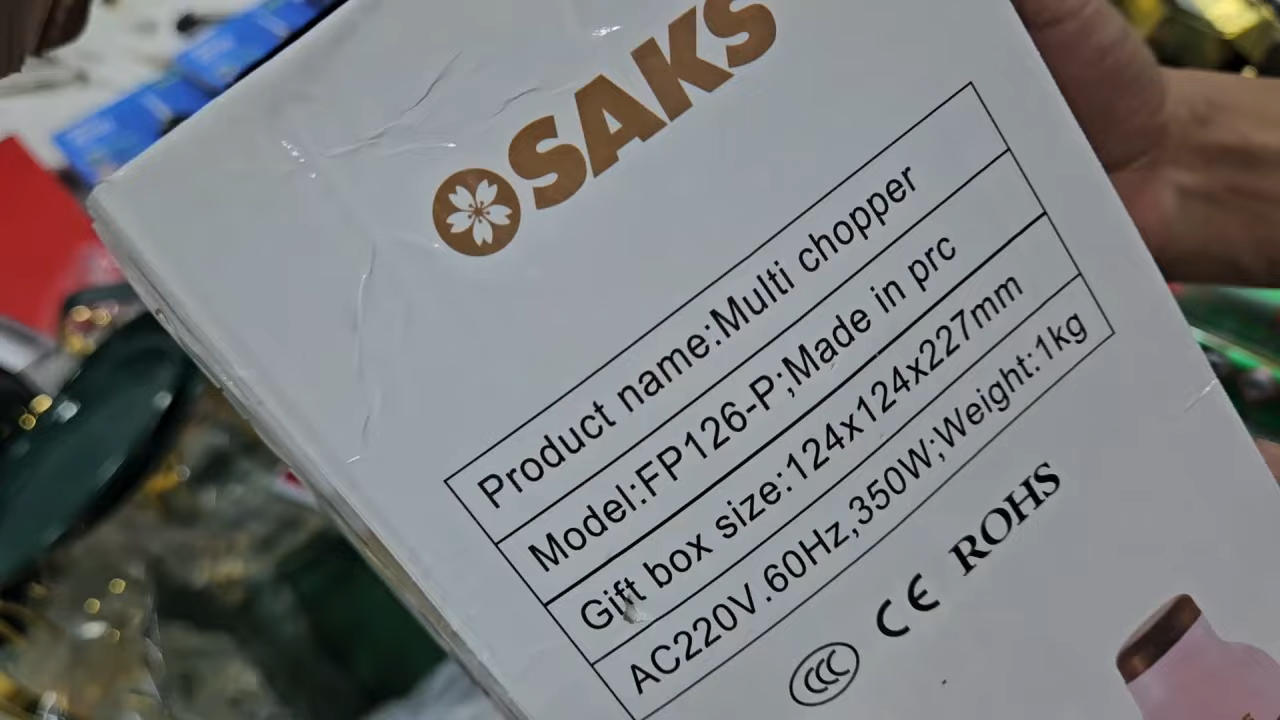 SAKS
Product name:Multi chopper
Model:FP126-P;Made in prc
Gift box size:124x124x227mm
AC220V.60Hz,350W;Weight:1kg
CCC CE ROHS